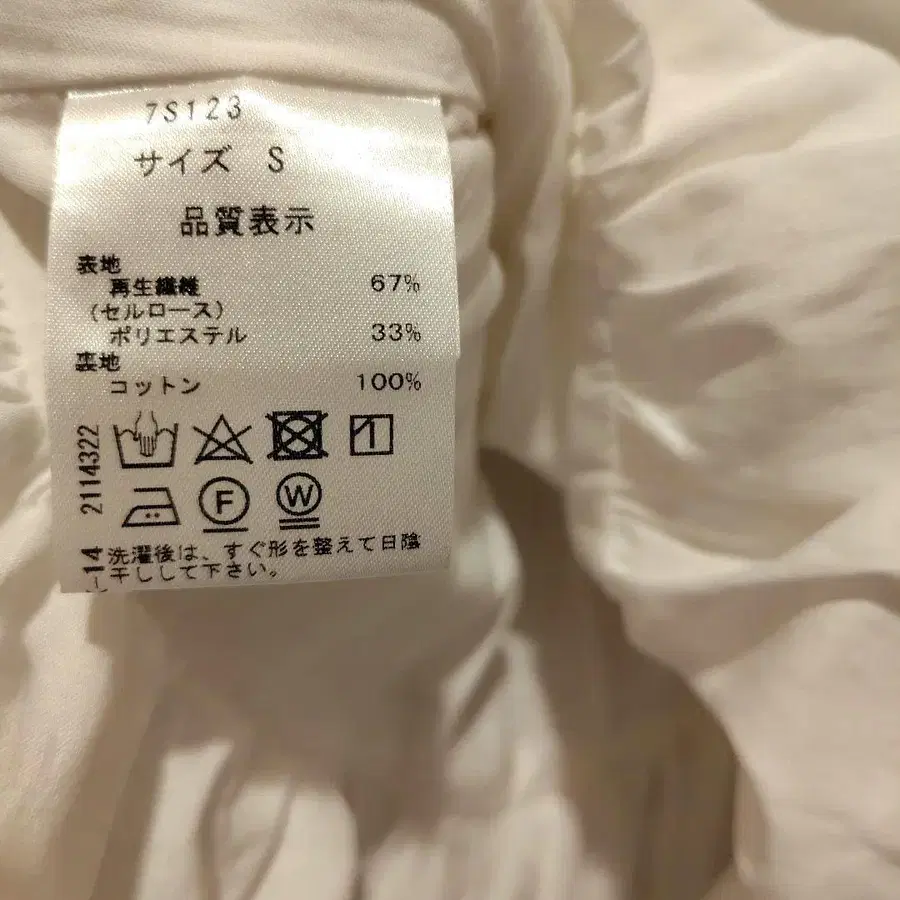 7S123
サイズ S
品質表示
表地
再生繊維 67%
(セルロース)
ポリエステル 33%
裏地
コットン 100%
2114322
F W
14
洗濯後は、すぐ形を整えて日陰
干しして下さい。